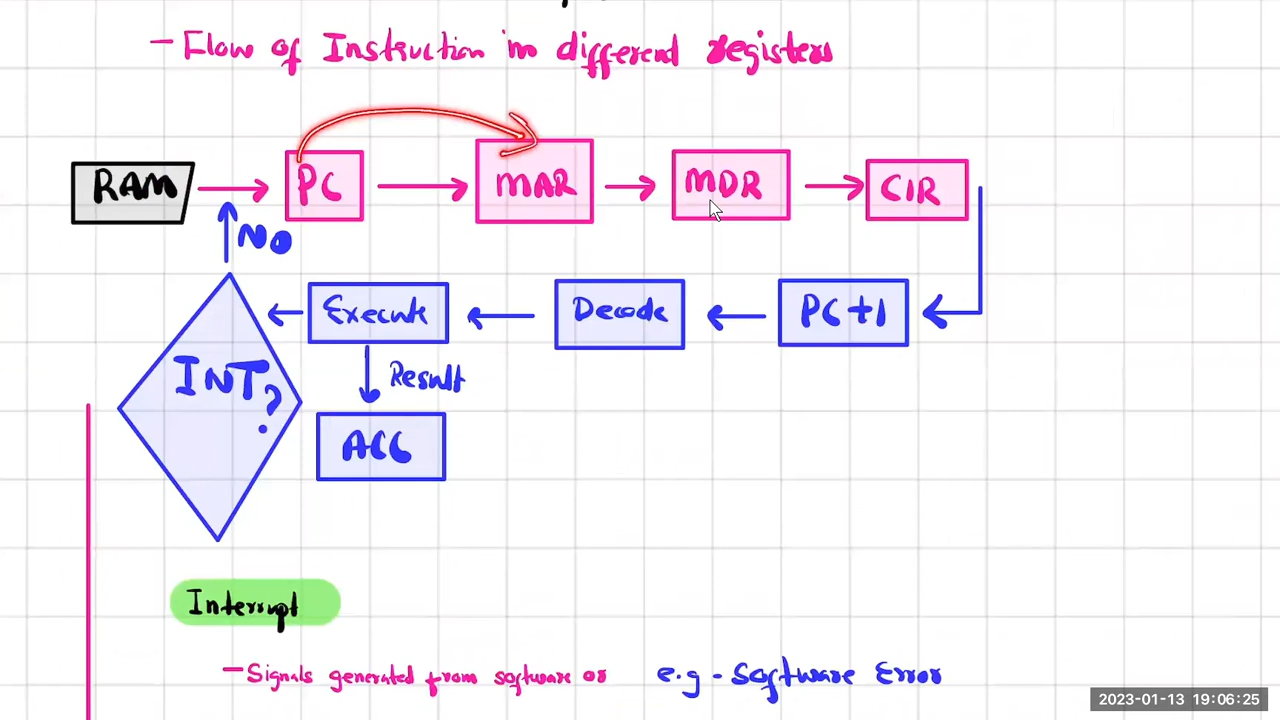 - Flow of Instruction in different registers
RAM → PC → MAR → MDR → CIR
NO
Execute ← Decode ← PC+1
INT?
Result
ACC
Interrupt
- Signals generated from software or e.g - Software Error
2023-01-13 19:06:25